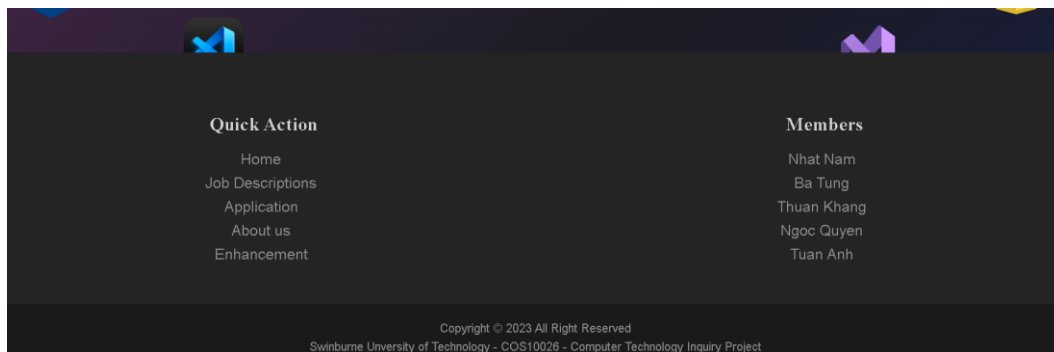 Quick Action
Home
Job Descriptions
Application
About us
Enhancement
Members
Nhat Nam
Ba Tung
Thuan Khang
Ngoc Quyen
Tuan Anh
Copyright © 2023 All Right Reserved
Swinburne Unversity of Technology - COS10026 - Computer Technology Inquiry Project